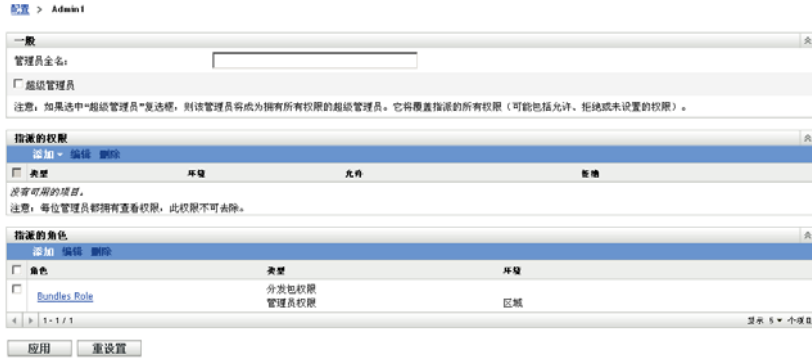 配置 > Admin1
一般
管理员全名：
超级管理员
注意：如果选中“超级管理员”复选框，则该管理员将成为拥有所有权限的超级管理员。它将覆盖指派的所有权限（可能包括允许、拒绝或未设置的权限）。
指派的权限
添加 编辑 删除
类型 环境 允许 拒绝
没有可用的项目。
注意：每位管理员都拥有查看权限，此权限不可去除。
指派的角色
添加 编辑 删除
角色 类型 环境
Bundles Role 分发包权限
管理员权限 区域
1 - 1 / 1 显示 5 个项目
应用 重设置